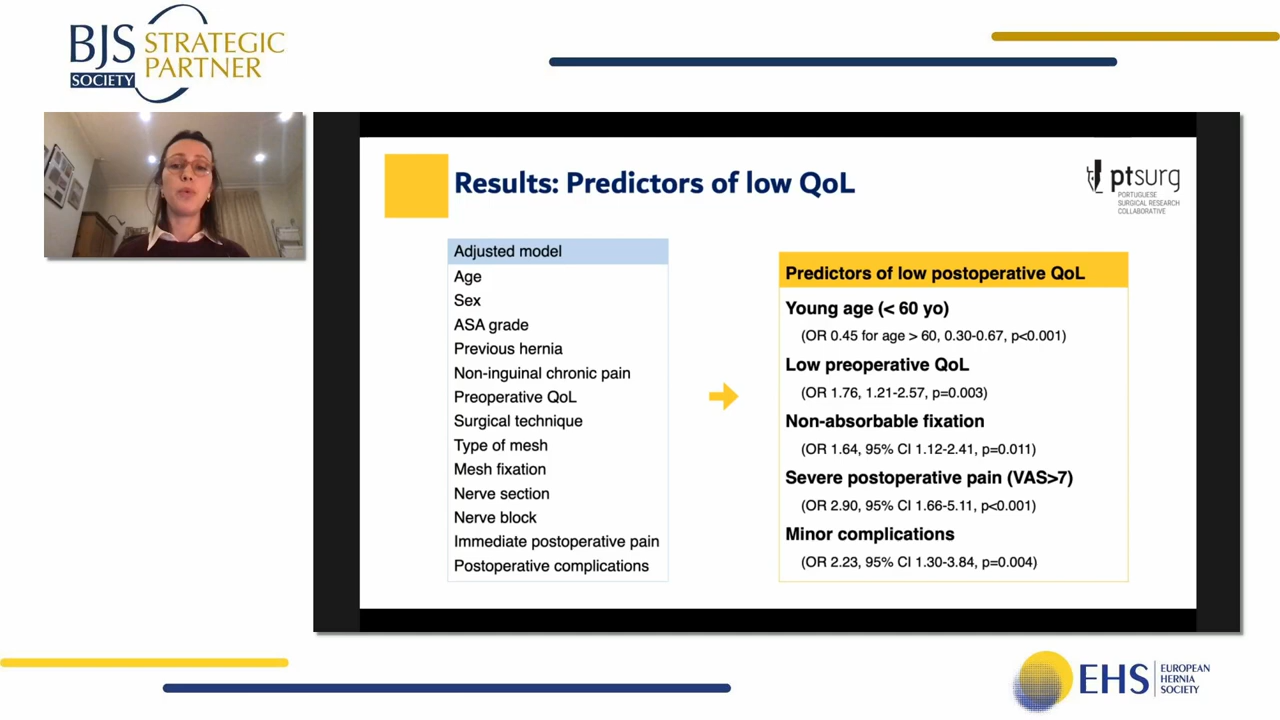 BJS STRATEGIC
SOCIETY PARTNER
Results: Predictors of low QoL
ptsurg
PORTUGUESE
SURGICAL RESEARCH
COLLABORATIVE
Adjusted model
Age
Sex
ASA grade
Previous hernia
Non-inguinal chronic pain
Preoperative QoL
Surgical technique
Type of mesh
Mesh fixation
Nerve section
Nerve block
Immediate postoperative pain
Postoperative complications
Predictors of low postoperative QoL
Young age (< 60 yo)
(OR 0.45 for age > 60, 0.30-0.67, p<0.001)
Low preoperative QoL
(OR 1.76, 1.21-2.57, p=0.003)
Non-absorbable fixation
(OR 1.64, 95% CI 1.12-2.41, p=0.011)
Severe postoperative pain (VAS>7)
(OR 2.90, 95% CI 1.66-5.11, p<0.001)
Minor complications
(OR 2.23, 95% CI 1.30-3.84, p=0.004)
EHS
EUROPEAN
HERNIA
SOCIETY